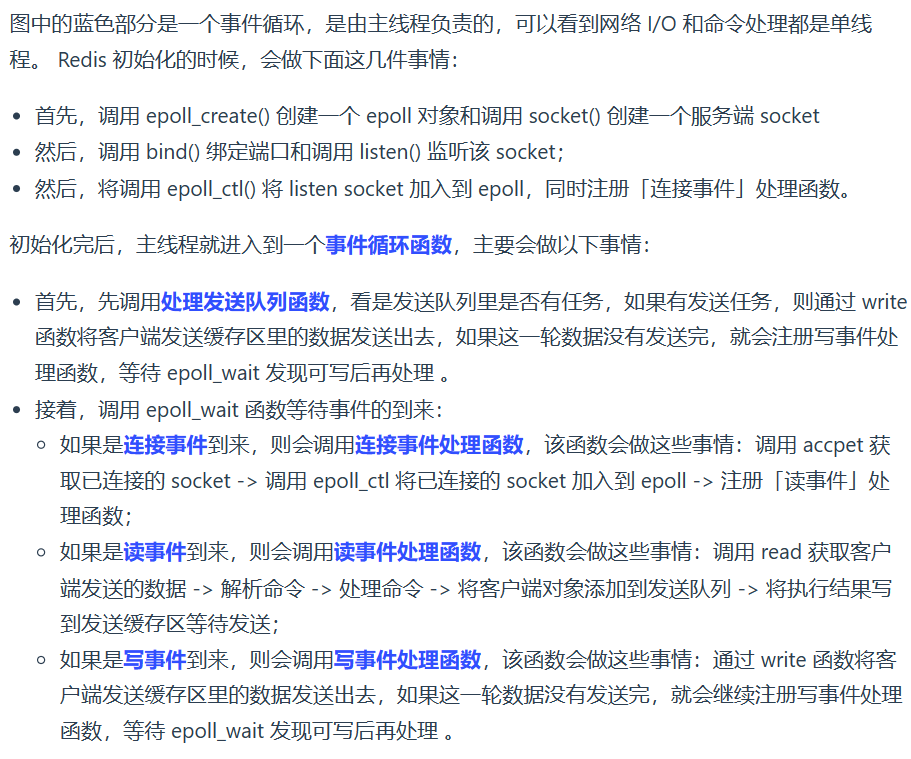 图中的蓝色部分是一个事件循环，是由主线程负责的，可以看到网络 I/O 和命令处理都是单线
程。 Redis 初始化的时候，会做下面这几件事情：
• 首先，调用 epoll_create() 创建一个 epoll 对象和调用 socket() 创建一个服务端 socket
• 然后，调用 bind() 绑定端口和调用 listen() 监听该 socket；
• 然后，将调用 epoll_ctl() 将 listen socket 加入到 epoll，同时注册「连接事件」处理函数。
初始化完后，主线程就进入到一个事件循环函数，主要会做以下事情：
• 首先，先调用处理发送队列函数，看是发送队列里是否有任务，如果有发送任务，则通过 write
函数将客户端发送缓存区里的数据发送出去，如果这一轮数据没有发送完，就会注册写事件处
理函数，等待 epoll_wait 发现可写后再处理 。
• 接着，调用 epoll_wait 函数等待事件的到来：
◦ 如果是连接事件到来，则会调用连接事件处理函数，该函数会做这些事情：调用 accpet 获
取已连接的 socket -> 调用 epoll_ctl 将已连接的 socket 加入到 epoll -> 注册「读事件」处
理函数；
◦ 如果是读事件到来，则会调用读事件处理函数，该函数会做这些事情：调用 read 获取客户
端发送的数据 -> 解析命令 -> 处理命令 -> 将客户端对象添加到发送队列 -> 将执行结果写
到发送缓存区等待发送；
◦ 如果是写事件到来，则会调用写事件处理函数，该函数会做这些事情：通过 write 函数将客
户端发送缓存区里的数据发送出去，如果这一轮数据没有发送完，就会继续注册写事件处理
函数，等待 epoll_wait 发现可写后再处理 。